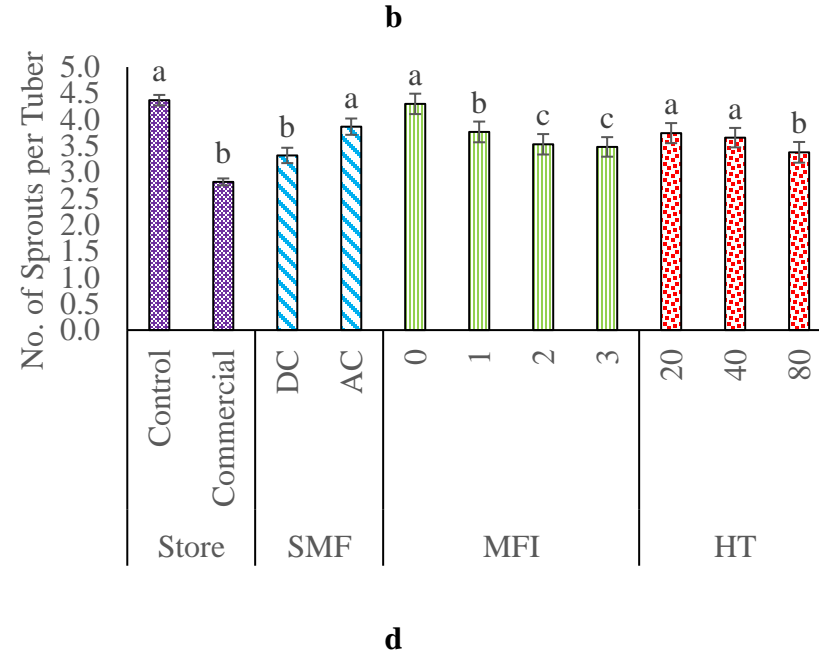 b
No. of Sprouts per Tuber
5.0
4.5
4.0
3.5
3.0
2.5
2.0
1.5
1.0
0.5
0.0
a
b
b
a
a
b
c
c
a
a
b
Control
Commercial
DC
AC
0
1
2
3
20
40
80
Store
SMF
MFI
HT
d